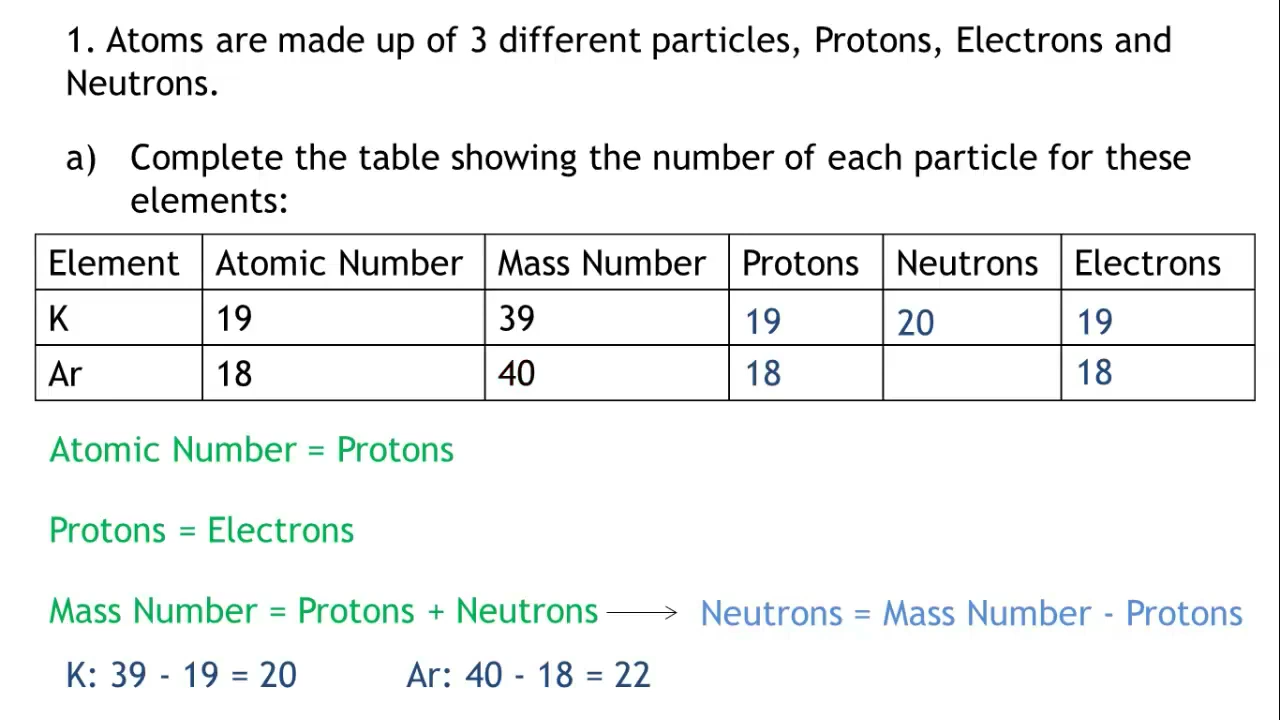 1. Atoms are made up of 3 different particles, Protons, Electrons and
Neutrons.
a) Complete the table showing the number of each particle for these
elements:
Element Atomic Number Mass Number Protons Neutrons Electrons
K 19 39 19 20 19
Ar 18 40 18 18
Atomic Number = Protons
Protons = Electrons
Mass Number = Protons + Neutrons → Neutrons = Mass Number - Protons
K: 39 - 19 = 20 Ar: 40 - 18 = 22